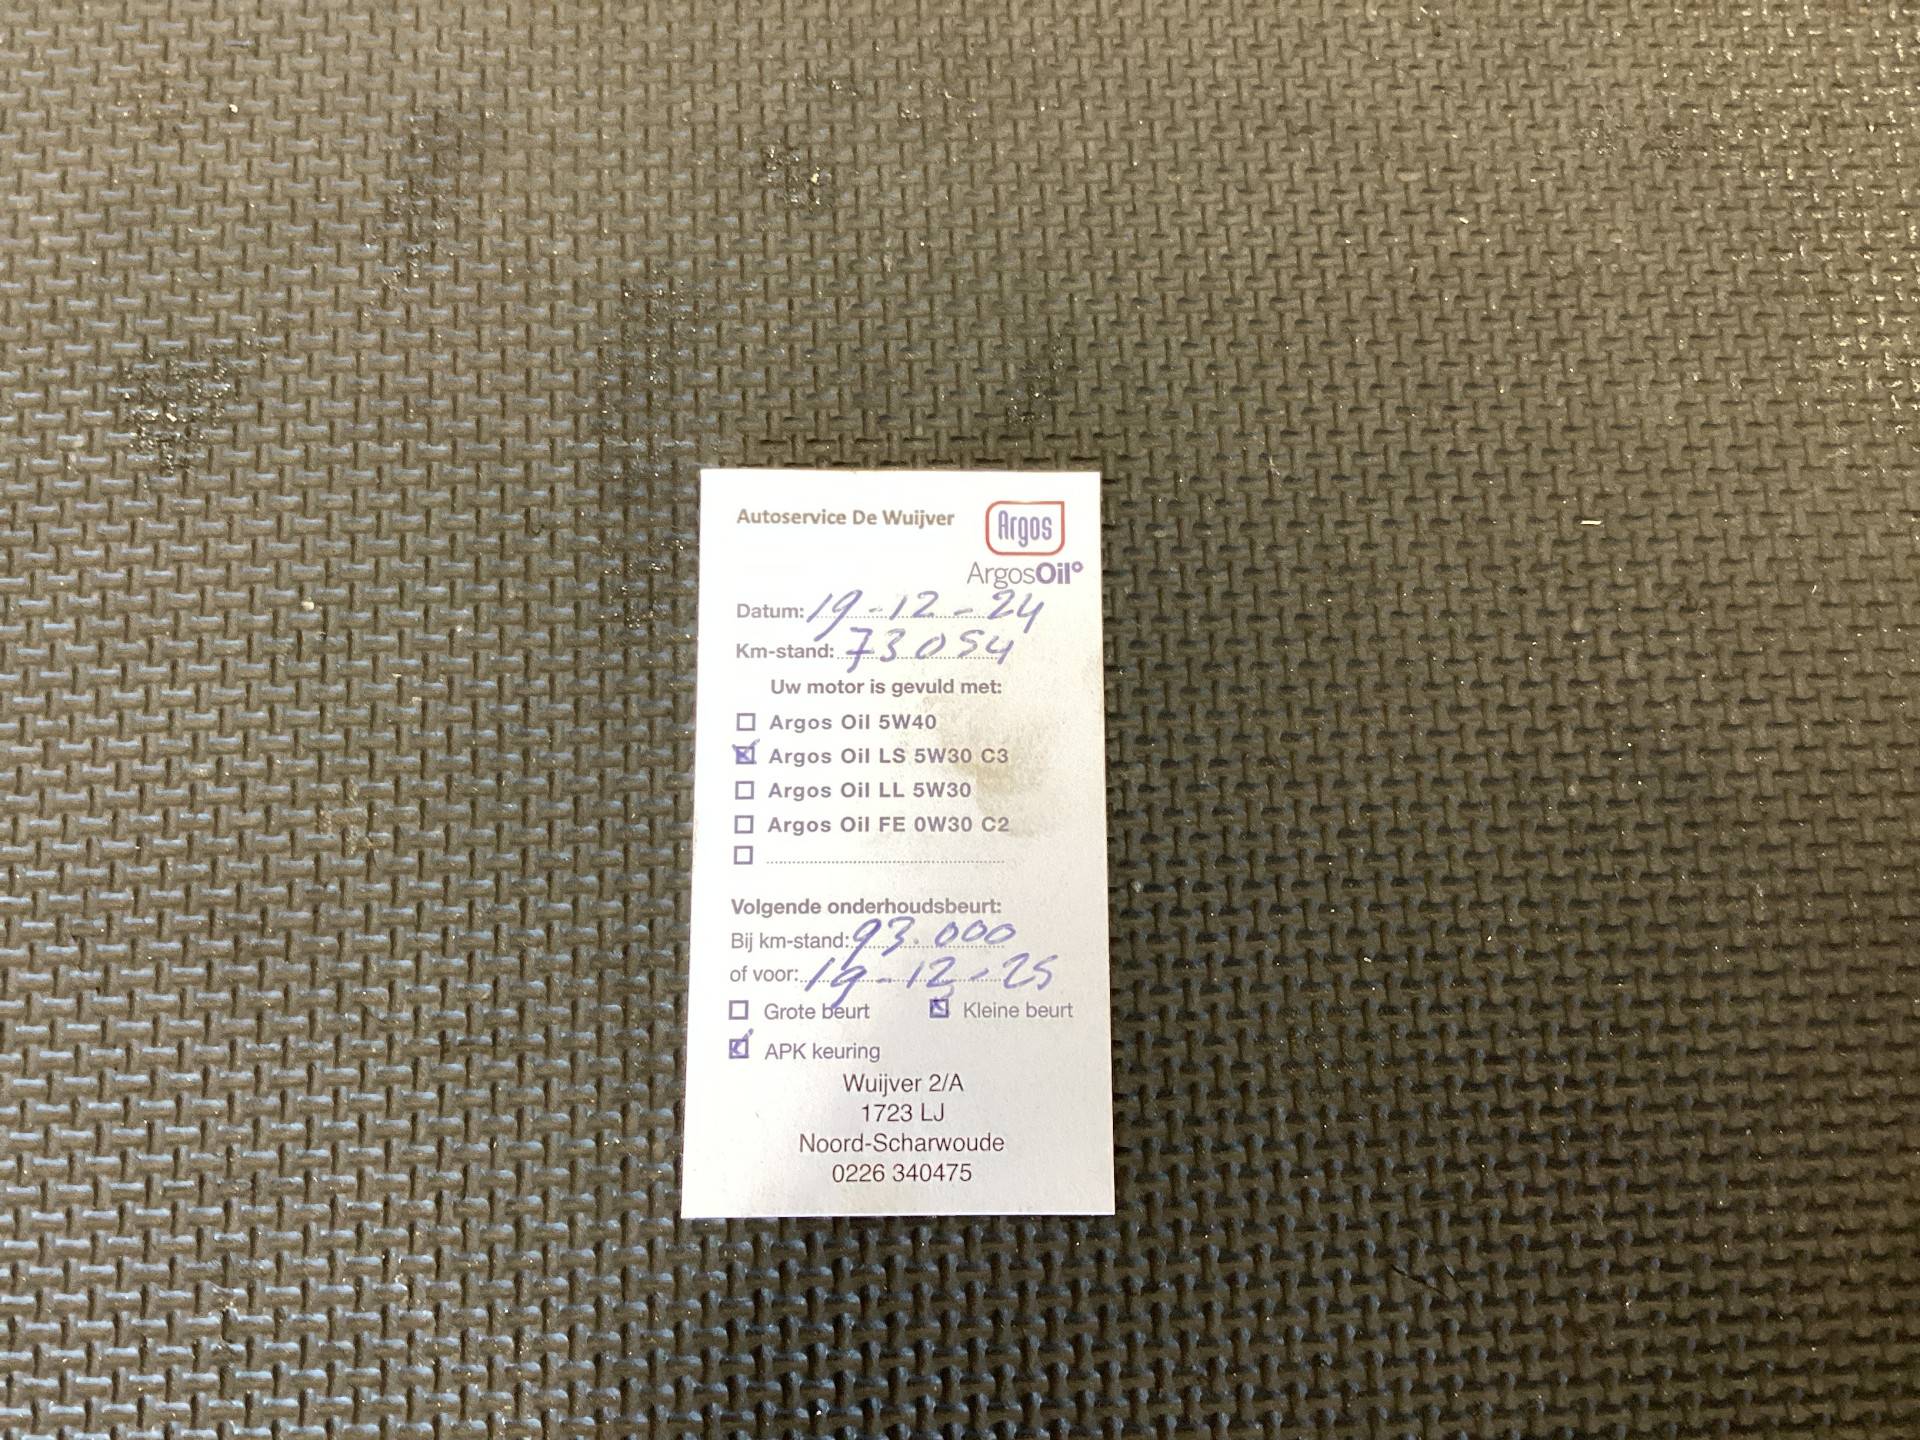 Autoservice De Wuijver
Argos
ArgosOil°
Datum: 19-12-24
Km-stand: 73054
Uw motor is gevuld met:
Argos Oil 5W40
Argos Oil LS 5W30 C3
Argos Oil LL 5W30
Argos Oil FE 0W30 C2
Volgende onderhoudsbeurt:
Bij km-stand: 93.000
of voor: 19-12-25
Grote beurt Kleine beurt
APK keuring
Wuijver 2/A
1723 LJ
Noord-Scharwoude
0226 340475